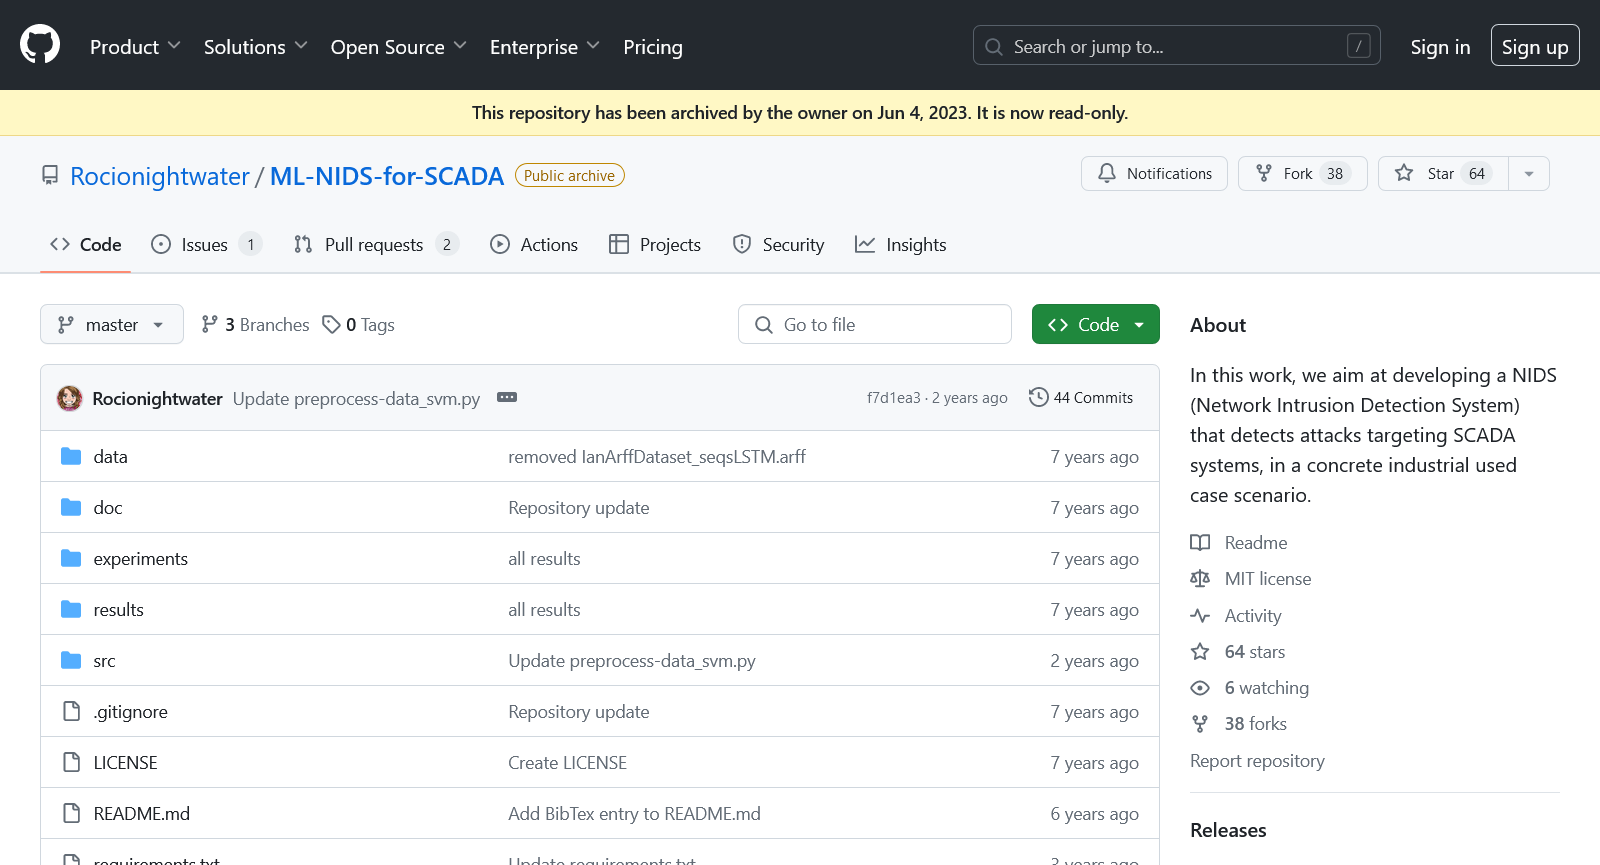 Product Solutions Open Source Enterprise Pricing Search or jump to... / Sign in Sign up
This repository has been archived by the owner on Jun 4, 2023. It is now read-only.
Rocionightwater / ML-NIDS-for-SCADA Public archive Notifications Fork 38 Star 64
Code Issues 1 Pull requests 2 Actions Projects Security Insights
master 3 Branches 0 Tags Go to file Code
Rocionightwater Update preprocess-data_svm.py f7d1ea3 · 2 years ago 44 Commits
data removed IanArffDataset_seqsLSTM.arff 7 years ago
doc Repository update 7 years ago
experiments all results 7 years ago
results all results 7 years ago
src Update preprocess-data_svm.py 2 years ago
.gitignore Repository update 7 years ago
LICENSE Create LICENSE 7 years ago
README.md Add BibTex entry to README.md 6 years ago
requirements.txt Update requirements.txt 3 years ago
About
In this work, we aim at developing a NIDS
(Network Intrusion Detection System)
that detects attacks targeting SCADA
systems, in a concrete industrial used
case scenario.
Readme
MIT license
Activity
64 stars
6 watching
38 forks
Report repository
Releases